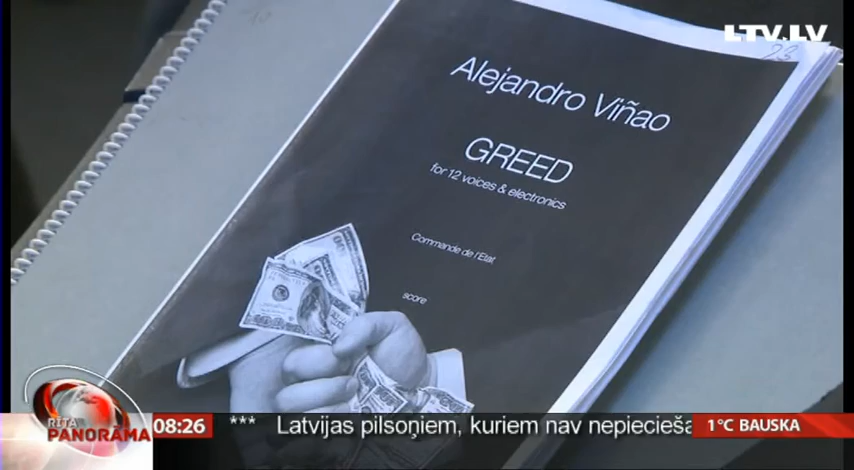 LTV.LV
23
Alejandro Viñao
GREED
for 12 voices & electronics
Commande de l'Etat
score
RĪTA
PANORĀMA
08:26
*** Latvijas pilsoņiem, kuriem nav nepiecieša
1°C BAUSKA